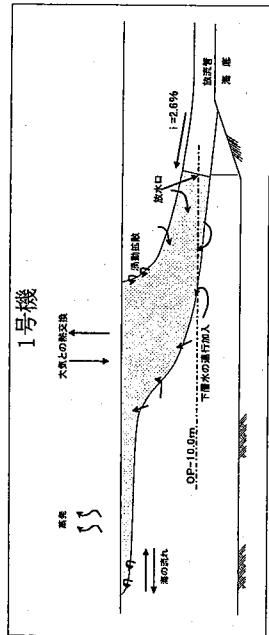 1号機
蒸発
大気との熱交換
渦動拡散
放水口
i=2.6%
放流管
海底
海の流れ
OP-10.0m
下層水の連行加入